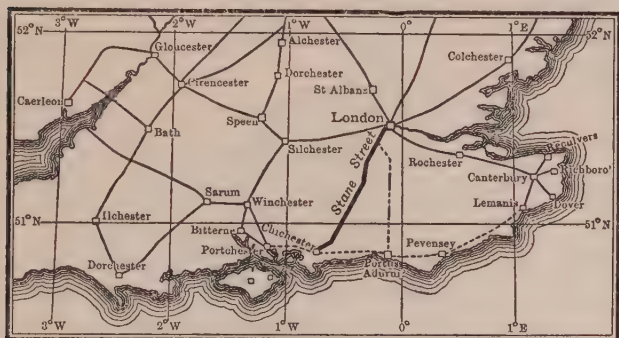 52°N
3°W
2°W
1°W
0°
1°E
52°N
Gloucester
Alchester
Colchester
Cirencester
Dorchester
St Albans
Caerleon
London
Bath
Speen
Silchester
Reculvers
Rochester
Richboro'
Canterbury
Stane Street
Sarum
Winchester
Lemanis
Dover
51°N
Ilchester
Bitterne
Chichester
51°N
Portchester
Pevensey
Dorchester
Portus
Adurni
3°W
2°W
1°W
0°
1°E